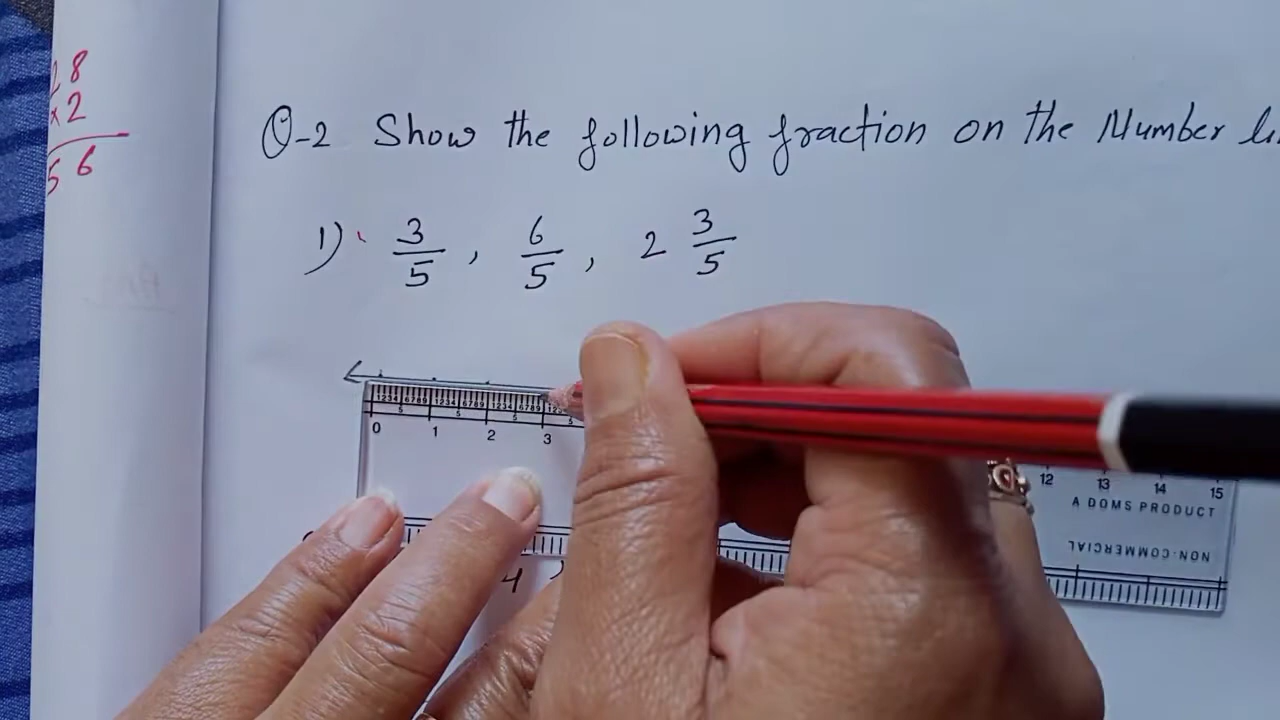 28
×2
56
Q-2 Show the following fraction on the Number
1) 3/5, 6/5, 2 3/5
0 1 2 3 12 13 14 15
A DOMS PRODUCT
NON-COMMERCIAL
4,